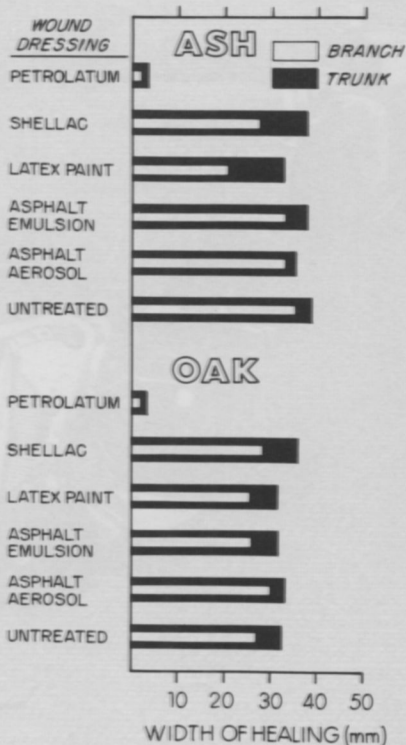 WOUND
DRESSING
ASH
BRANCH
TRUNK
PETROLATUM
SHELLAC
LATEX PAINT
ASPHALT
EMULSION
ASPHALT
AEROSOL
UNTREATED
OAK
PETROLATUM
SHELLAC
LATEX PAINT
ASPHALT
EMULSION
ASPHALT
AEROSOL
UNTREATED
10 20 30 40 50
WIDTH OF HEALING (mm)